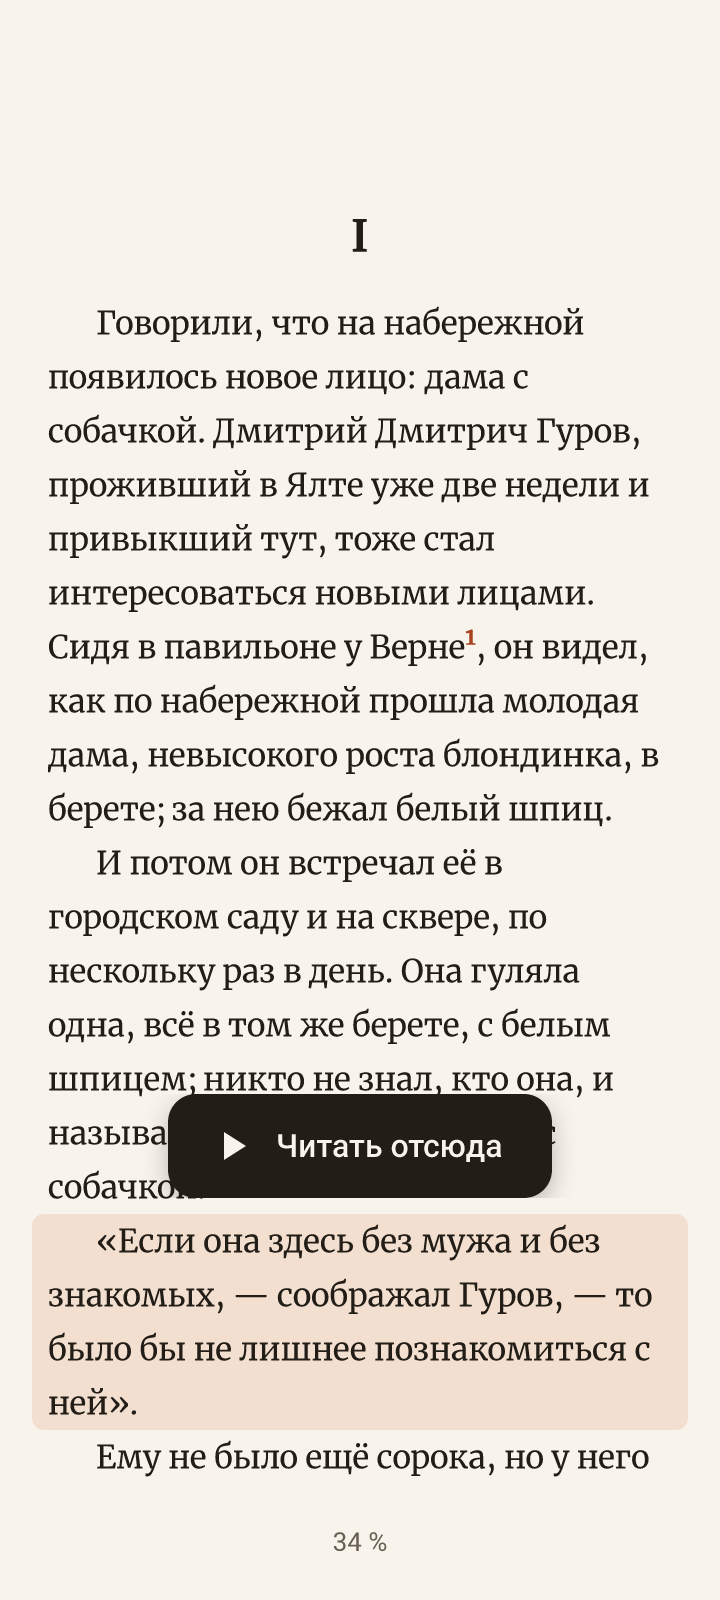 I
Говорили, что на набережной
появилось новое лицо: дама с
собачкой. Дмитрий Дмитрич Гуров,
проживший в Ялте уже две недели и
привыкший тут, тоже стал
интересоваться новыми лицами.
Сидя в павильоне у Верне¹, он видел,
как по набережной прошла молодая
дама, невысокого роста блондинка, в
берете; за нею бежал белый шпиц.
И потом он встречал её в
городском саду и на сквере, по
нескольку раз в день. Она гуляла
одна, всё в том же берете, с белым
шпицем; никто не знал, кто она, и
Читать отсюда
«Если она здесь без мужа и без
знакомых, — соображал Гуров, — то
было бы не лишнее познакомиться с
ней».
Ему не было ещё сорока, но у него
34 %